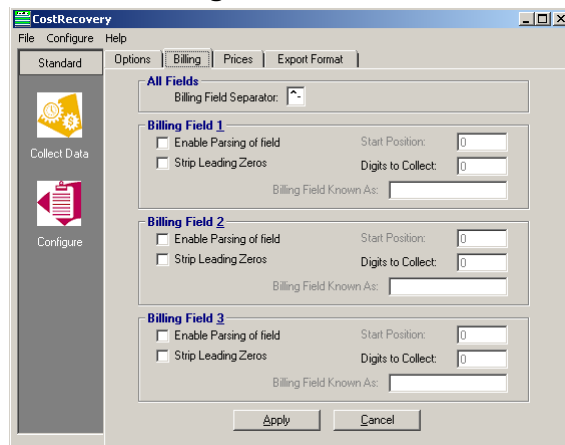 CostRecovery
File Configure Help
Standard
Options Billing Prices Export Format
All Fields
Billing Field Separator: ^-
Billing Field 1
Enable Parsing of field Start Position: 0
Strip Leading Zeros Digits to Collect: 0
Billing Field Known As:
Collect Data
Billing Field 2
Enable Parsing of field Start Position: 0
Strip Leading Zeros Digits to Collect: 0
Billing Field Known As:
Configure
Billing Field 3
Enable Parsing of field Start Position: 0
Strip Leading Zeros Digits to Collect: 0
Billing Field Known As:
Apply Cancel